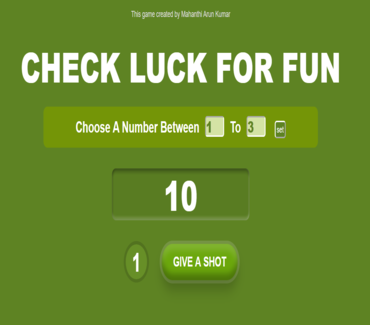 This game created by Mahanthi Arun Kumar
CHECK LUCK FOR FUN
Choose A Number Between 1 To 3 set
10
1 GIVE A SHOT